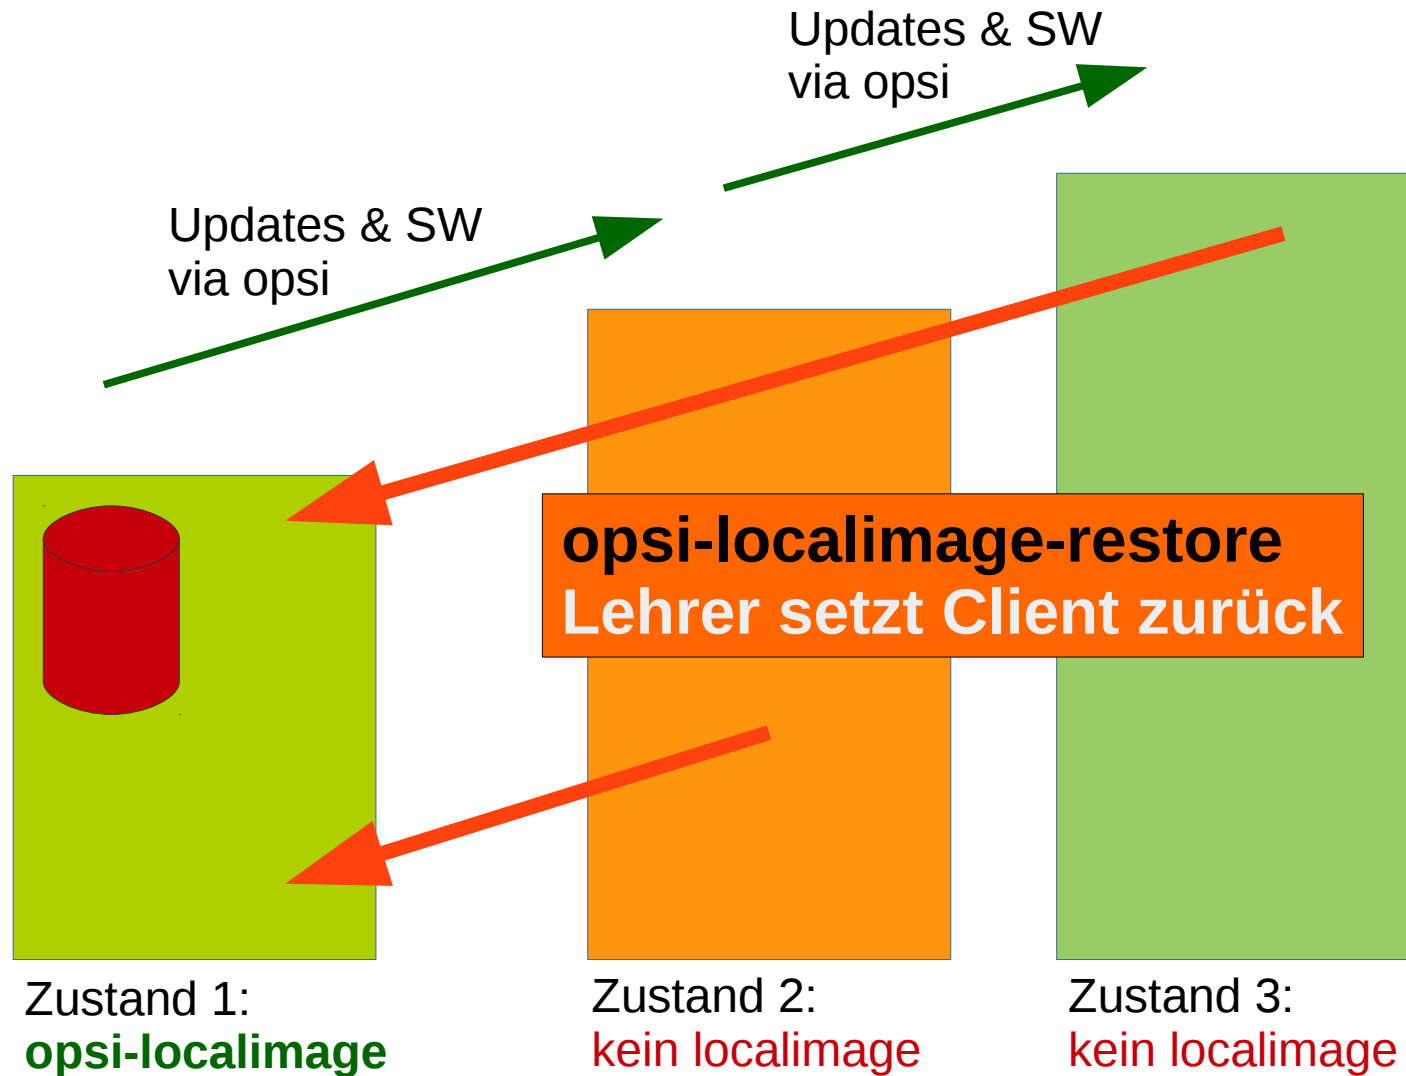 Updates & SW
via opsi
Updates & SW
via opsi
opsi-localimage-restore
Lehrer setzt Client zurück
Zustand 1:
opsi-localimage
Zustand 2:
kein localimage
Zustand 3:
kein localimage